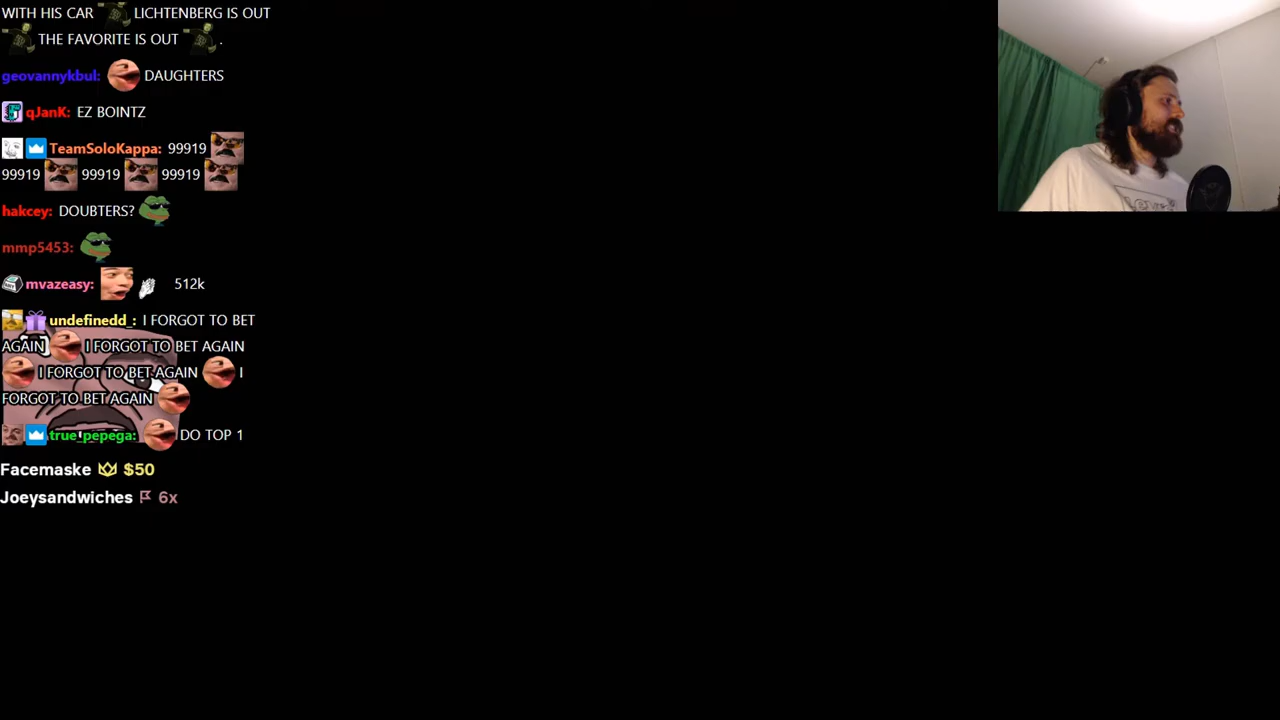 WITH HIS CAR LICHTENBERG IS OUT
THE FAVORITE IS OUT .
geovannykbul: DAUGHTERS
qJanK: EZ BOINTZ
TeamSoloKappa: 99919
99919 99919 99919
hakcey: DOUBTERS?
mmp5453:
mvazeasy: 512k
undefinedd_: I FORGOT TO BET
AGAIN I FORGOT TO BET AGAIN
I FORGOT TO BET AGAIN I
FORGOT TO BET AGAIN
true_pepega: DO TOP 1
Facemaske $50
Joeysandwiches 6x